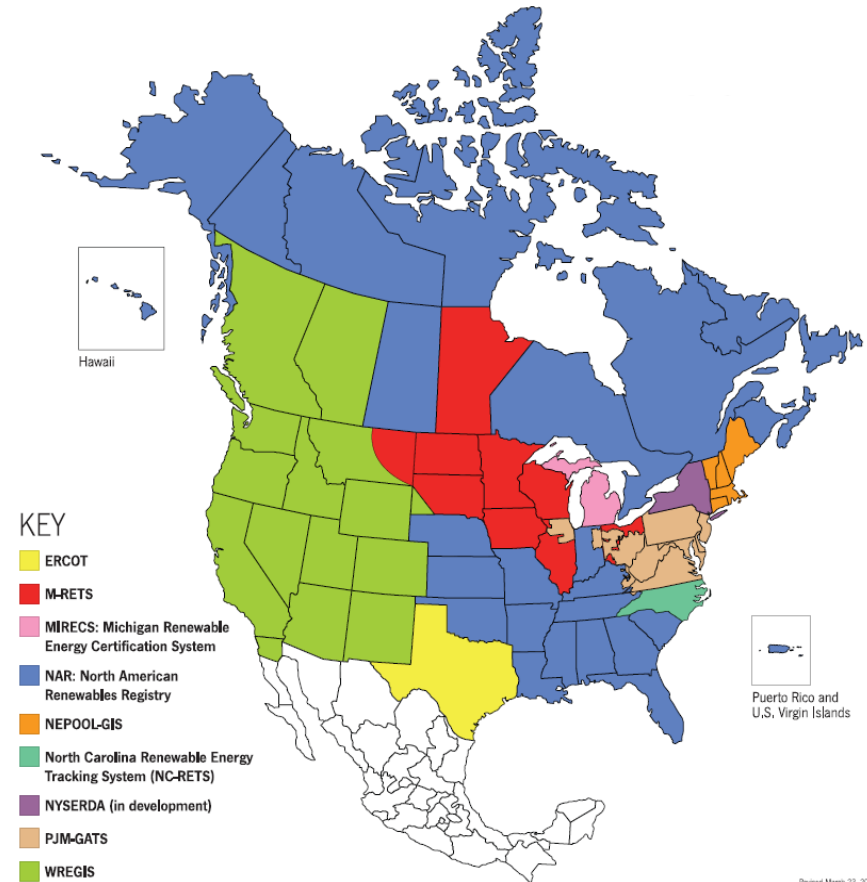 Hawaii
KEY
ERCOT
M-RETS
MIRECS: Michigan Renewable
Energy Certification System
NAR: North American
Renewables Registry
NEPOOL-GIS
North Carolina Renewable Energy
Tracking System (NC-RETS)
NYSERDA (in development)
PJM-GATS
WREGIS
Puerto Rico and
U,S, Virgin Islands